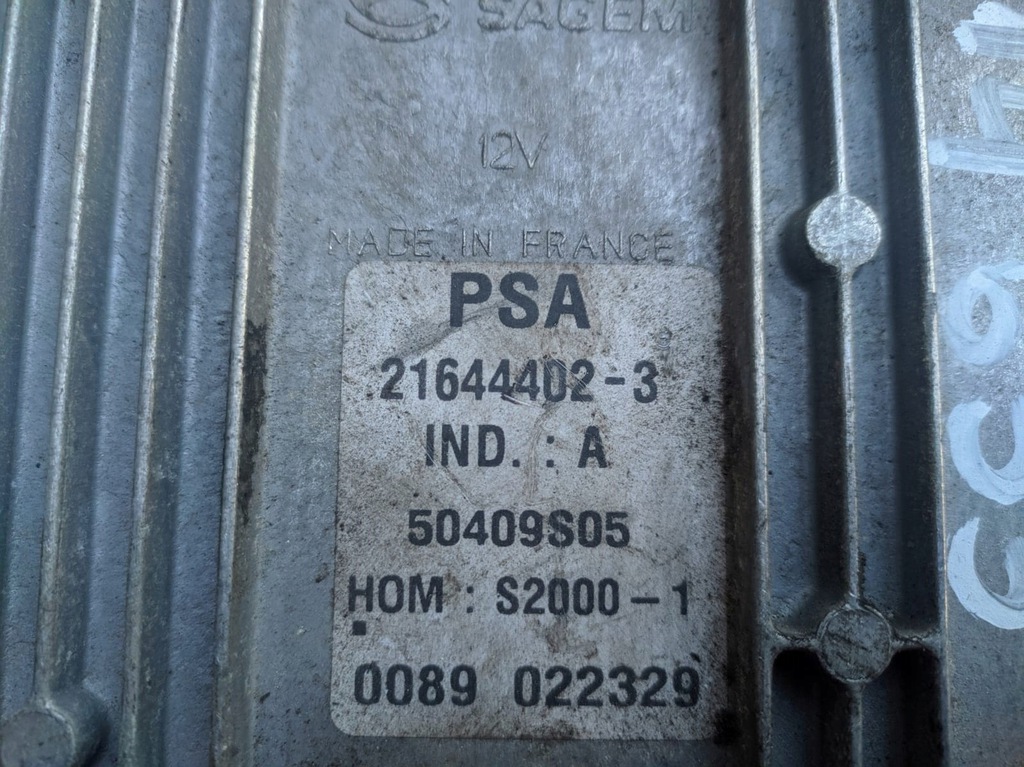 SAGEM
12V
MADE IN FRANCE
PSA
21644402-3
IND. : A
50409S05
HOM : S2000-1
0089 022329